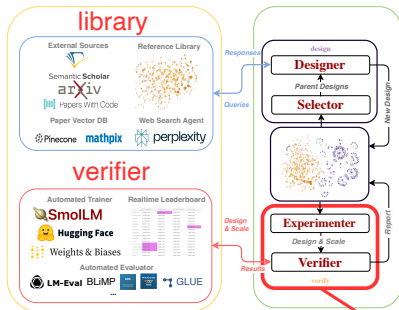 library
External Sources
Reference Library
Semantic Scholar
arXiv
Papers With Code
Paper Vector DB
Web Search Agent
Pinecone
mathpix
perplexity
verifier
Automated Trainer
Realtime Leaderboard
SmolLM
Hugging Face
Weights & Biases
Automated Evaluator
LM-Eval
BLiMP
GLUE
...
Responses
Queries
Design
& Scale
Results
design
Designer
Parent Designs
Selector
New Design
Experimenter
Design & Scale
Verifier
verify
Report